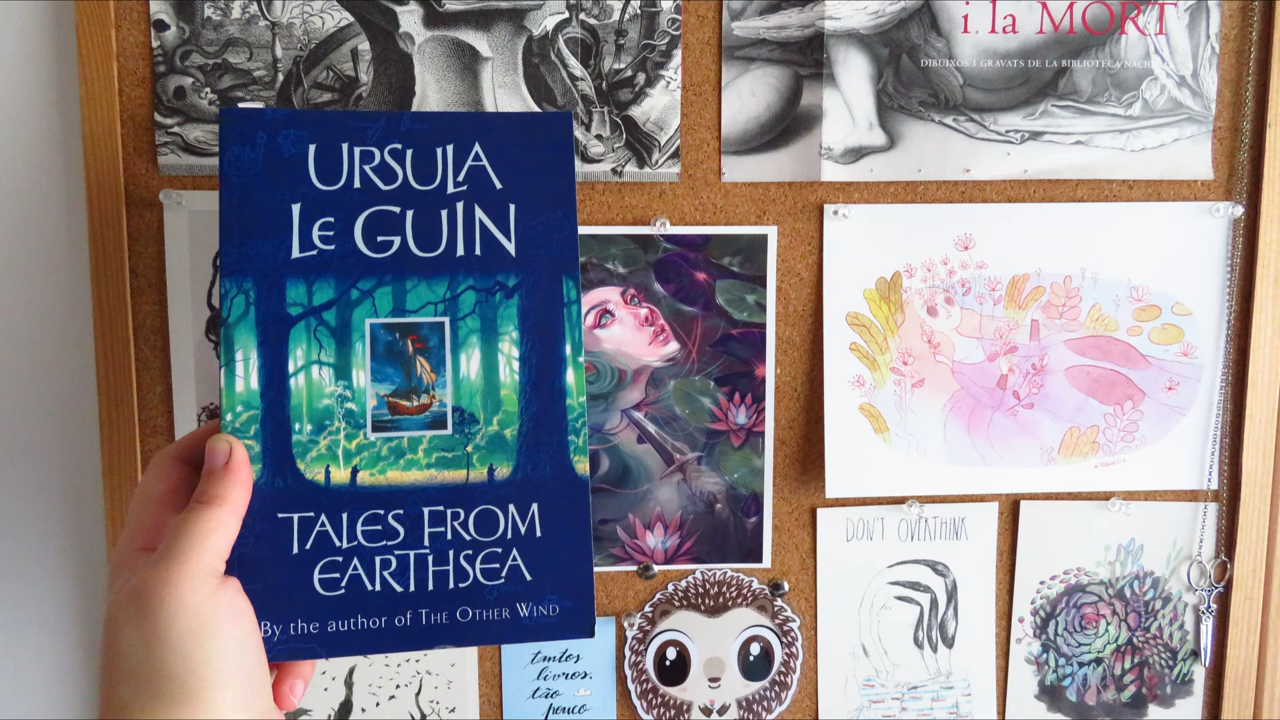 i la MORT
DIBUIXOS I GRAVATS DE LA BIBLIOTECA
URSULA
LE GUIN
TALES FROM
EARTHSEA
By the author of THE OTHER WIND
DON'T OVERTHINK
tantos
livros,
tão
pouco